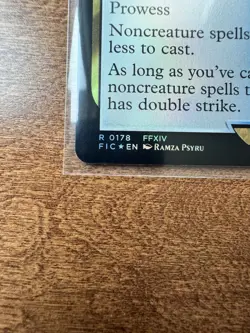 Prowess
Noncreature spells
less to cast.
As long as you've ca
noncreature spells t
has double strike.
R 0178 FFXIV
FIC★EN Ramza Psyru